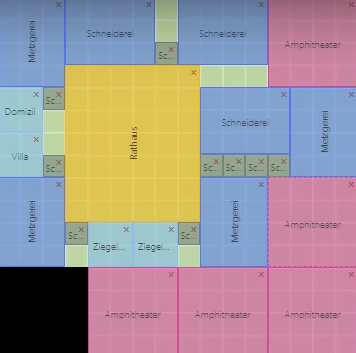 Metzgerei
Schneiderei
Sc...
Schneiderei
Amphitheater
Domizil
Sc...
Villa
Sc...
Rathaus
Schneiderei
Metzgerei
Sc...
Sc...
Sc...
Sc...
Metzgerei
Sc...
Ziegel...
Ziegel...
Sc...
Metzgerei
Amphitheater
Amphitheater
Amphitheater
Amphitheater